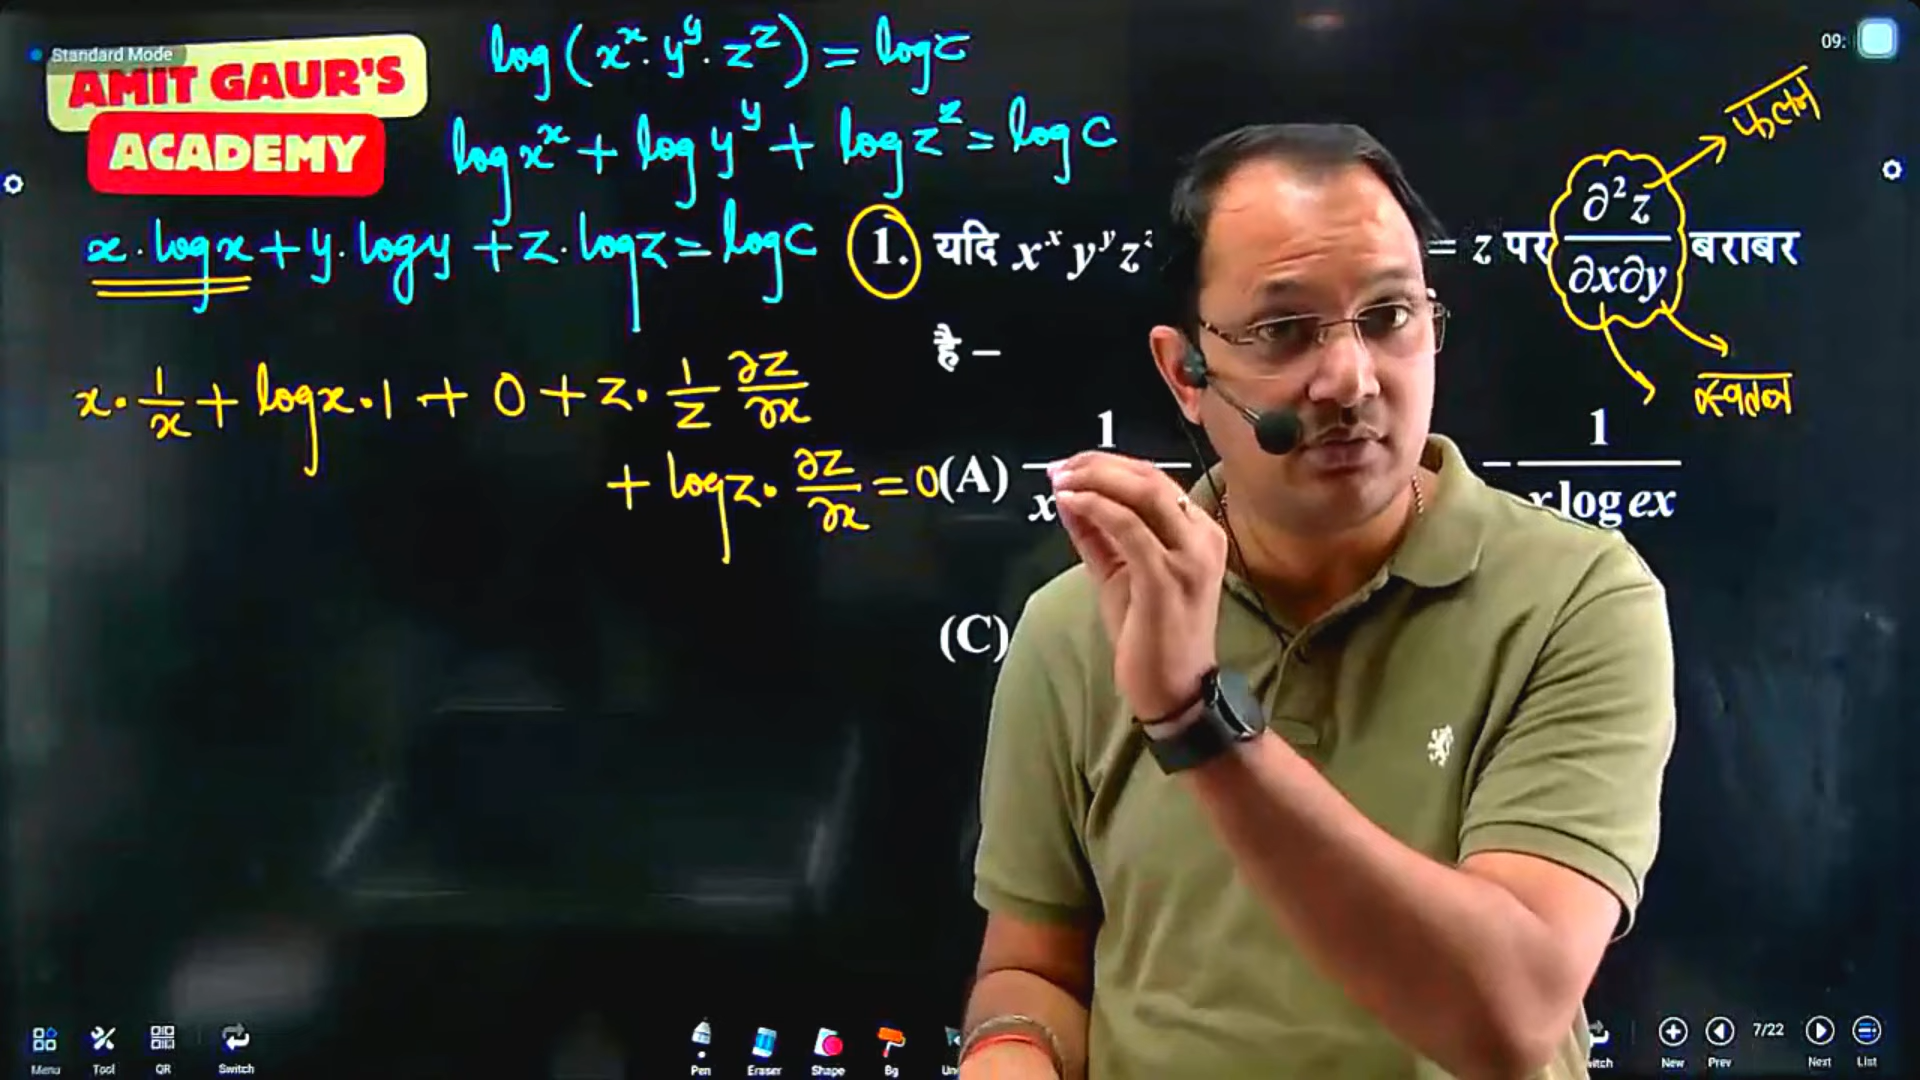 Standard Mode
AMIT GAUR'S
ACADEMY
09:
log(x^x · y^y · z^z) = log c
log x^x + log y^y + log z^z = log c
x·log x + y·log y + z·log z = log c
1. यदि x^x y^y z^z = z पर ∂²z/∂x∂y बराबर
है –
फलन
स्वतन्त्र
x·1/x + log x·1 + 0 + z·1/z ∂z/∂x
+ log z·∂z/∂x = 0
(A) 1/x
– 1/x log ex
(C)
Menu Tool QR Switch Pen Eraser Shape Bg New Prev 7/22 Next List